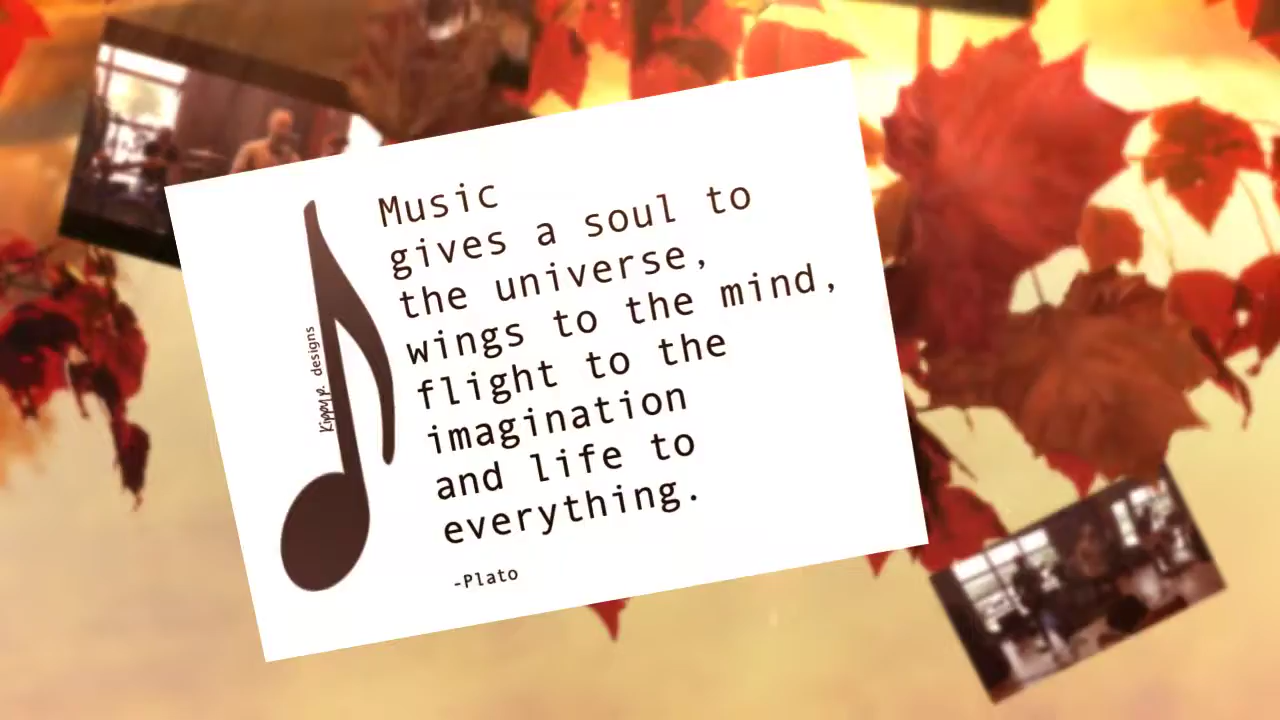 Music
gives a soul to
the universe,
wings to the mind,
flight to the
imagination
and life to
everything.
-Plato
Kippy p. designs